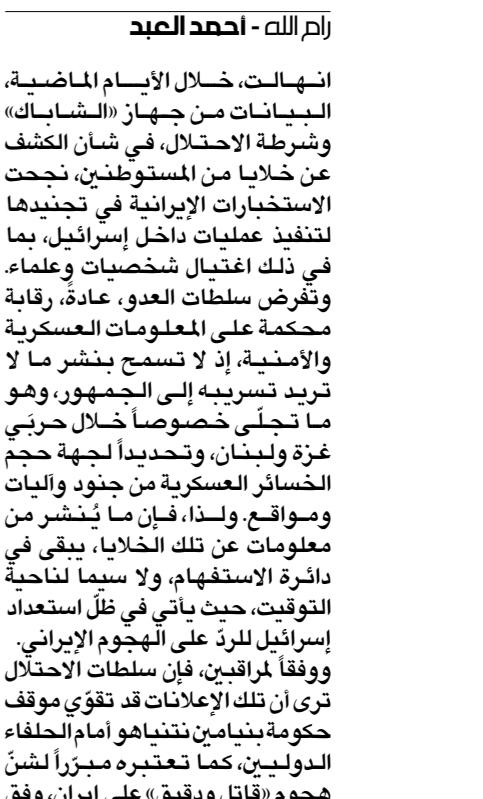 رام الله - أحمد العبد
انهالت، خلال الأيام الماضية،
البيانات من جهاز «الشاباك»
وشرطة الاحتلال، في شأن الكشف
عن خلايا من المستوطنين، نجحت
الاستخبارات الإيرانية في تجنيدها
لتنفيذ عمليات داخل إسرائيل، بما
في ذلك اغتيال شخصيات وعلماء.
وتفرض سلطات العدو، عادةً، رقابة
محكمة على المعلومات العسكرية
والأمنية، إذ لا تسمح بنشر ما لا
تريد تسريبه إلى الجمهور، وهو
ما تجلّى خصوصاً خلال حربَي
غزة ولبنان، وتحديداً لجهة حجم
الخسائر العسكرية من جنود وآليات
ومواقع. ولذا، فإن ما يُنشر من
معلومات عن تلك الخلايا، يبقى في
دائرة الاستفهام، ولا سيما لناحية
التوقيت، حيث يأتي في ظلّ استعداد
إسرائيل للردّ على الهجوم الإيراني.
ووفقاً لمراقبين، فإن سلطات الاحتلال
ترى أن تلك الإعلانات قد تقوّي موقف
حكومة بنيامين نتنياهو أمام الحلفاء
الدوليين، كما تعتبره مبرّراً لشنّ
هجوم «قاتل ودقيق» على إيران، وفق